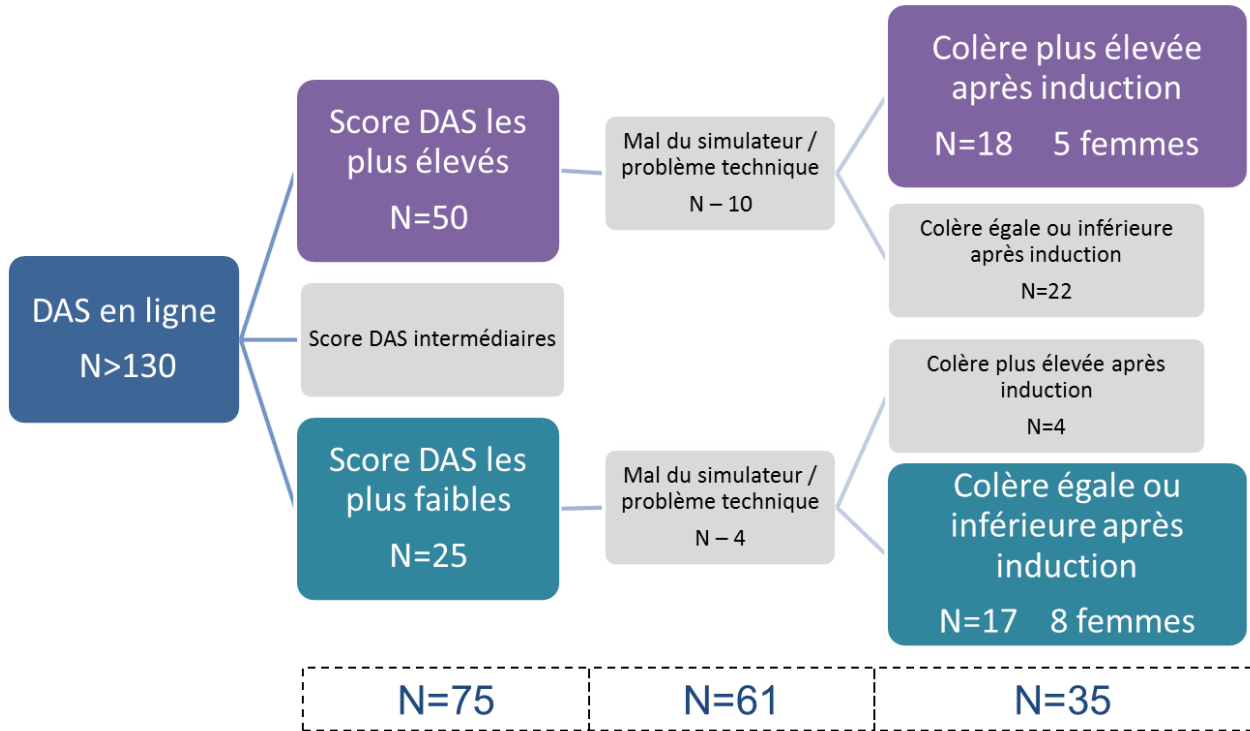 DAS en ligne
N>130
Score DAS les
plus élevés
N=50
Score DAS intermédiaires
Score DAS les
plus faibles
N=25
Mal du simulateur /
problème technique
N – 10
Mal du simulateur /
problème technique
N – 4
Colère plus élevée
après induction
N=18 5 femmes
Colère égale ou inférieure
après induction
N=22
Colère plus élevée après
induction
N=4
Colère égale ou
inférieure après
induction
N=17 8 femmes
N=75
N=61
N=35